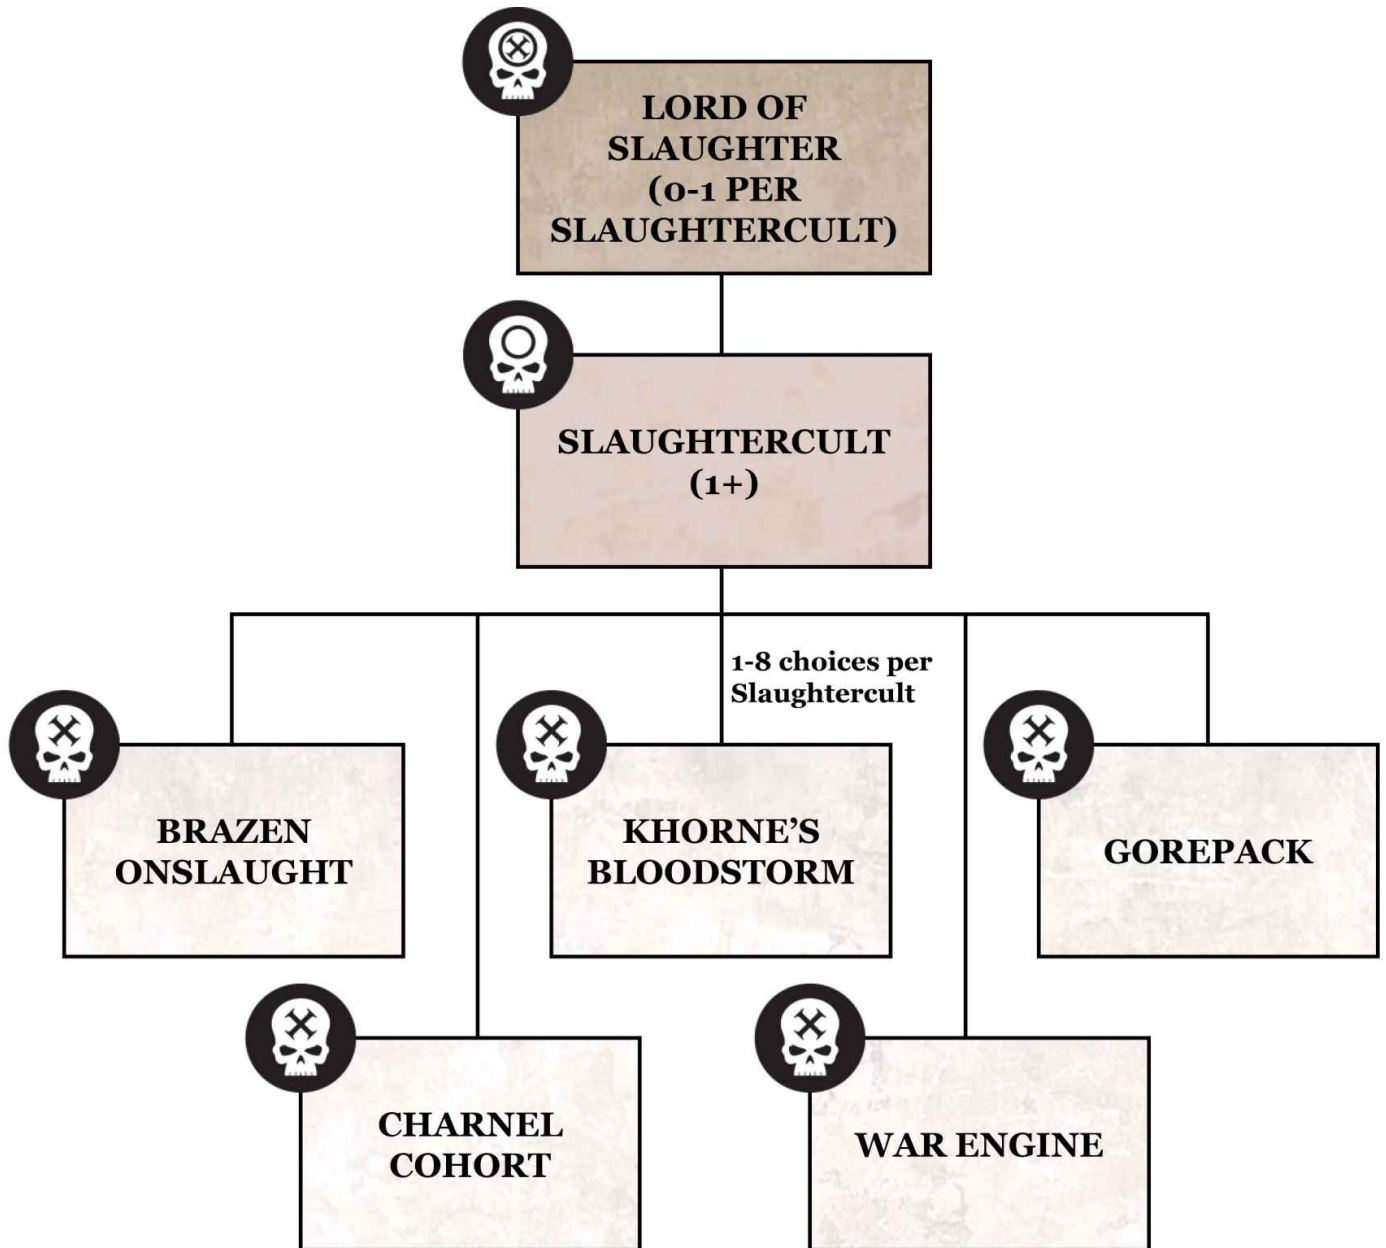 LORD OF
SLAUGHTER
(0-1 PER
SLAUGHTERCULT)
SLAUGHTERCULT
(1+)
1-8 choices per
Slaughtercult
BRAZEN
ONSLAUGHT
KHORNE’S
BLOODSTORM
GOREPACK
CHARNEL
COHORT
WAR ENGINE